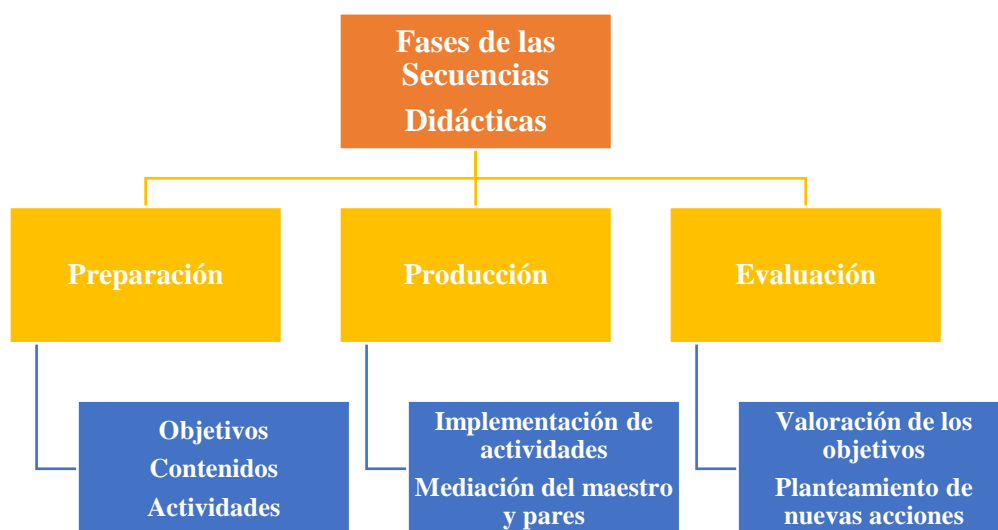 Fases de las
Secuencias
Didácticas
Preparación
Producción
Evaluación
Objetivos
Contenidos
Actividades
Implementación de
actividades
Mediación del maestro
y pares
Valoración de los
objetivos
Planteamiento de
nuevas acciones